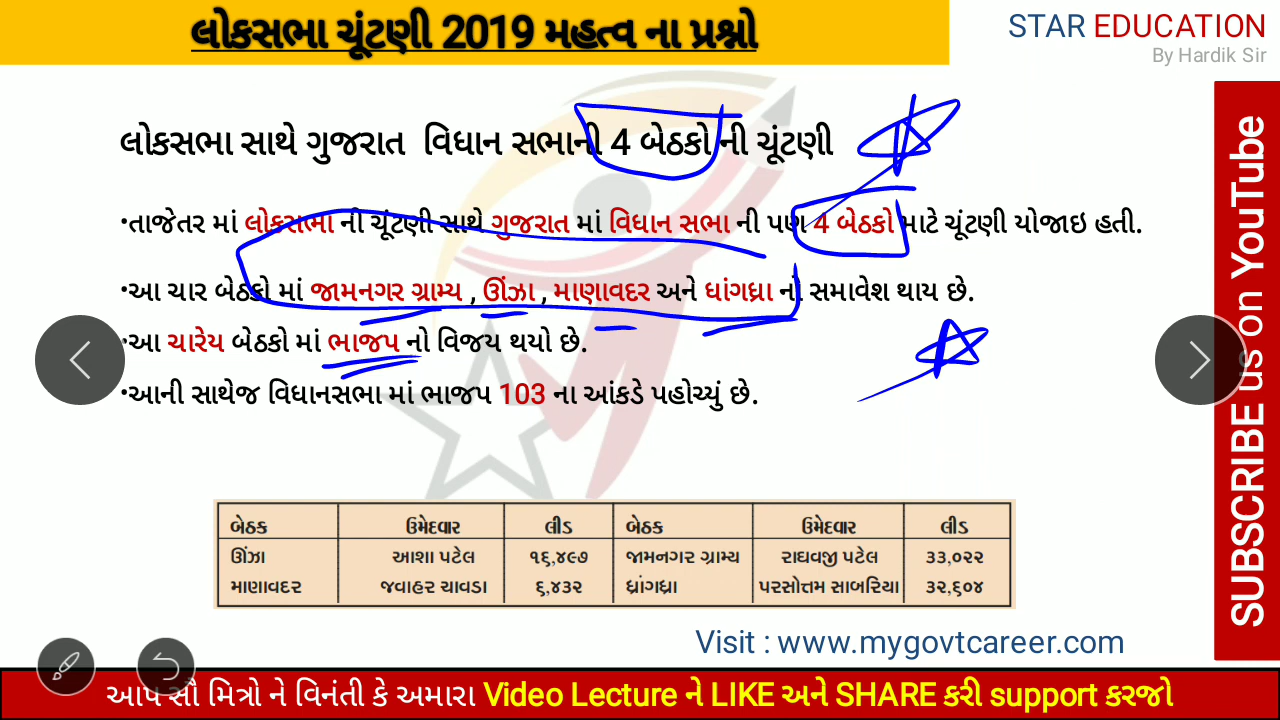 લોકસભા ચૂંટણી 2019 મહત્વ ના પ્રશ્નો
STAR EDUCATION
By Hardik Sir
લોકસભા સાથે ગુજરાત વિધાન સભાની 4 બેઠકો ની ચૂંટણી
•તાજેતર માં લોકસભા ની ચૂંટણી સાથે ગુજરાત માં વિધાન સભા ની પણ 4 બેઠકો માટે ચૂંટણી યોજાઇ હતી.
•આ ચાર બેઠકો માં જામનગર ગ્રામ્ય , ઊંઝા , માણાવદર અને ધાંગધ્રા નો સમાવેશ થાય છે.
•આ ચારેય બેઠકો માં ભાજપ નો વિજય થયો છે.
•આની સાથેજ વિધાનસભા માં ભાજપ 103 ના આંકડે પહોચ્યું છે.
બેઠક ઉમેદવાર લીડ બેઠક ઉમેદવાર લીડ
ઊંઝા આશા પટેલ ૧૬,૪૯૭ જામનગર ગ્રામ્ય રાઘવજી પટેલ ૩૩,૦૨૨
માણાવદર જવાહર ચાવડા ૬,૪૩૨ ધ્રાંગધ્રા પરસોત્તમ સાબરિયા ૩૨,૬૦૪
Visit : www.mygovtcareer.com
આપ સૌ મિત્રો ને વિનંતી કે અમારા Video Lecture ને LIKE અને SHARE કરી support કરજો
SUBSCRIBE us on YouTube